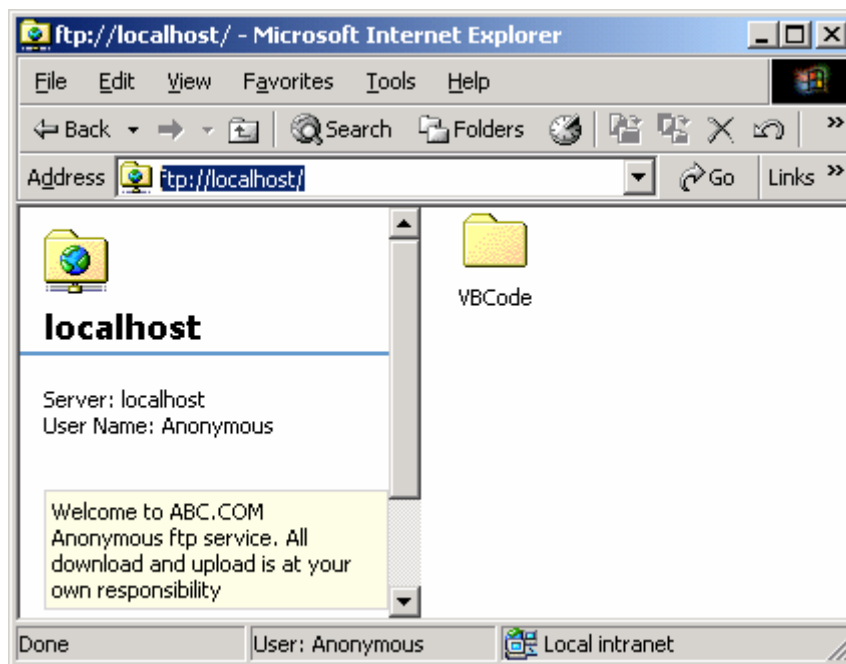 ftp://localhost/ - Microsoft Internet Explorer
File Edit View Favorites Tools Help
Back Search Folders »
Address ftp://localhost/ Go Links »
VBCode
localhost
Server: localhost
User Name: Anonymous
Welcome to ABC.COM
Anonymous ftp service. All
download and upload is at your
own responsibility
Done User: Anonymous Local intranet